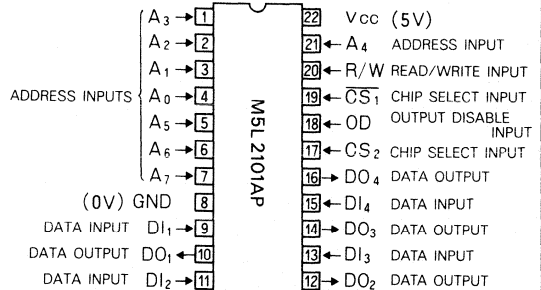 A3 1 22 Vcc (5V)
A2 2 21 A4 ADDRESS INPUT
A1 3 20 R/W READ/WRITE INPUT
ADDRESS INPUTS A0 4 19 CS1 CHIP SELECT INPUT
A5 5 18 OD OUTPUT DISABLE INPUT
A6 6 17 CS2 CHIP SELECT INPUT
A7 7 16 DO4 DATA OUTPUT
(0V) GND 8 15 DI4 DATA INPUT
DATA INPUT DI1 9 14 DO3 DATA OUTPUT
DATA OUTPUT DO1 10 13 DI3 DATA INPUT
DATA INPUT DI2 11 12 DO2 DATA OUTPUT
M5L2101AP